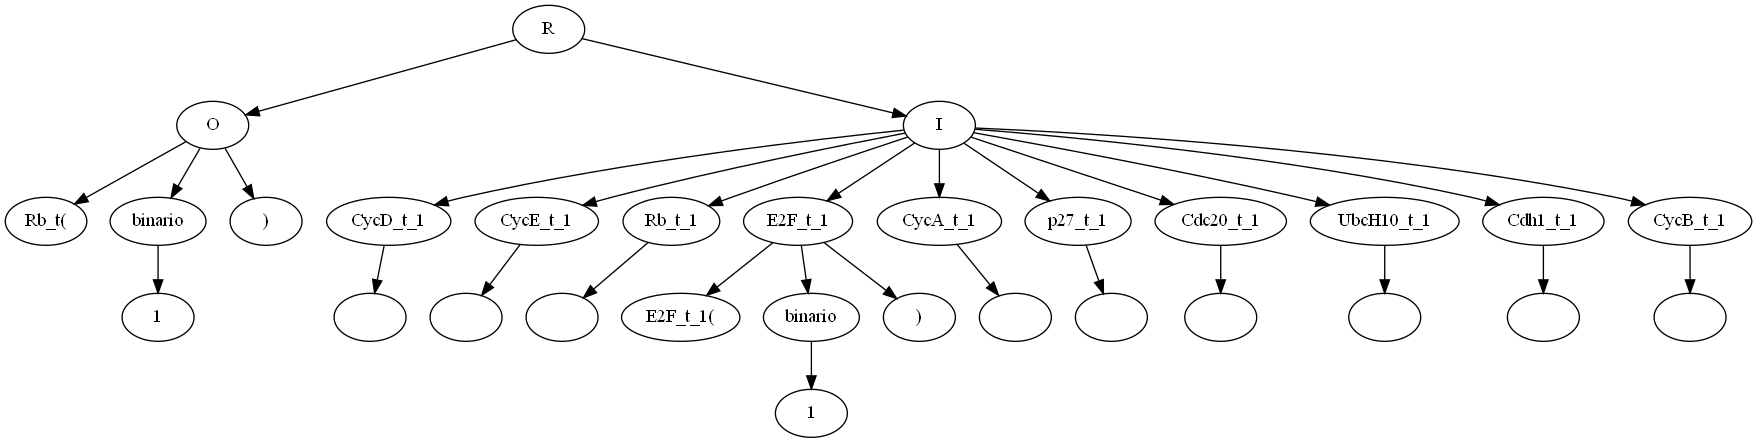 R
O I
Rb_t( binario ) CycD_t_1 CycE_t_1 Rb_t_1 E2F_t_1 CycA_t_1 p27_t_1 Cdc20_t_1 UbcH10_t_1 Cdh1_t_1 CycB_t_1
1 E2F_t_1( binario )
1